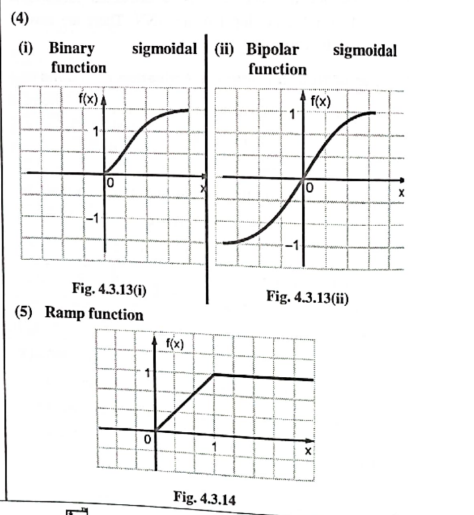 (4)
(i) Binary sigmoidal function
f(x)
1
0
x
-1
Fig. 4.3.13(i)
(ii) Bipolar sigmoidal function
f(x)
1
0
x
-1
Fig. 4.3.13(ii)
(5) Ramp function
f(x)
1
0
1
x
Fig. 4.3.14